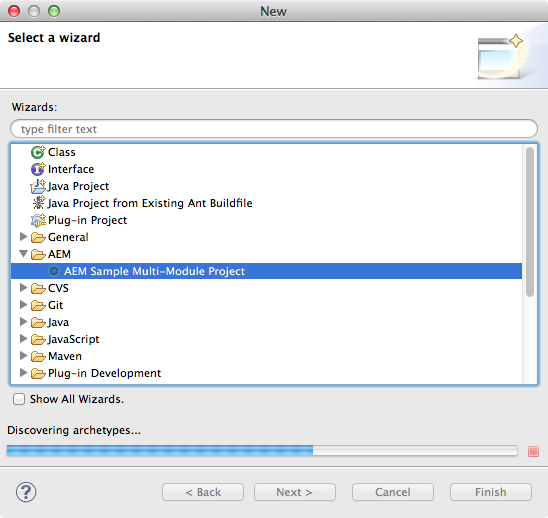 New
Select a wizard
Wizards:
type filter text
Class
Interface
Java Project
Java Project from Existing Ant Buildfile
Plug-in Project
General
AEM
AEM Sample Multi-Module Project
CVS
Git
Java
JavaScript
Maven
Plug-in Development
Show All Wizards.
Discovering archetypes...
? < Back Next > Cancel Finish